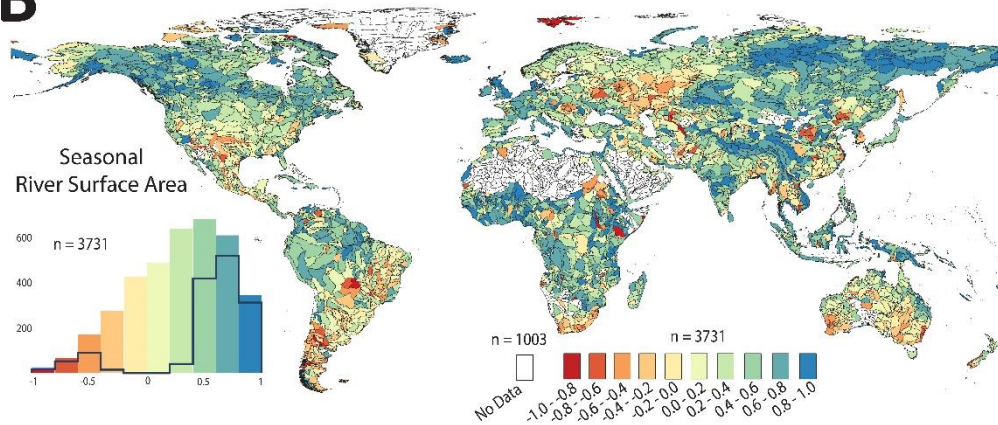 B
Seasonal
River Surface Area
n = 3731
600
400
200
-1
-0.5
0
0.5
1
n = 1003
n = 3731
No Data
-1.0 - -0.8
-0.8 - -0.6
-0.6 - -0.4
-0.4 - -0.2
-0.2 - 0.0
0.0 - 0.2
0.2 - 0.4
0.4 - 0.6
0.6 - 0.8
0.8 - 1.0